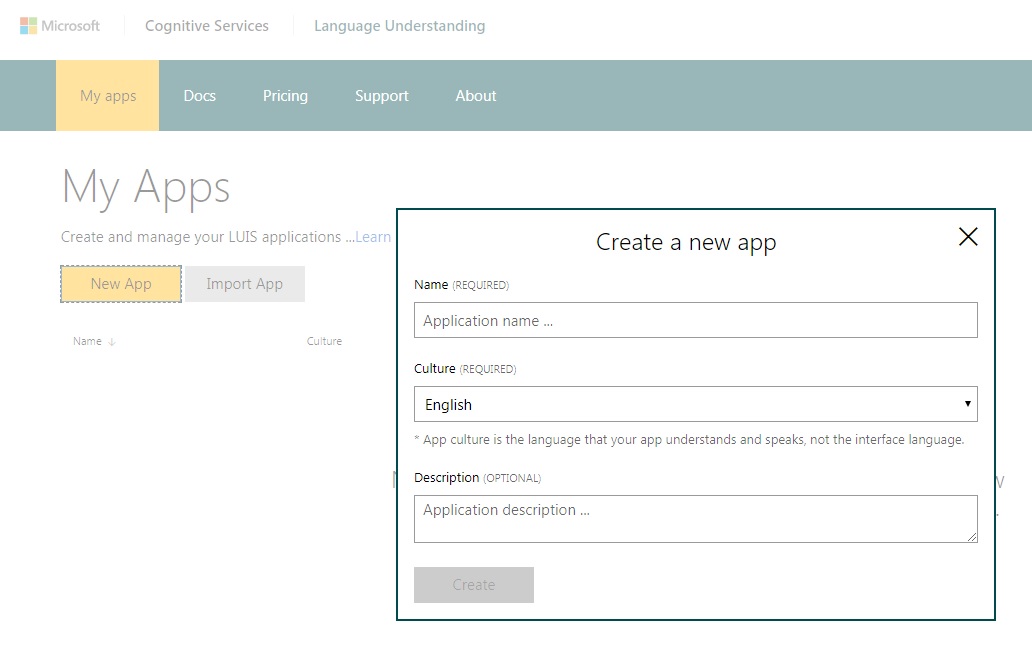 Microsoft Cognitive Services Language Understanding
My apps Docs Pricing Support About
My Apps
Create and manage your LUIS applications ...Learn
New App Import App
Name ↓ Culture
Create a new app
Name (REQUIRED)
Application name ...
Culture (REQUIRED)
English
* App culture is the language that your app understands and speaks, not the interface language.
Description (OPTIONAL)
Application description ...
Create